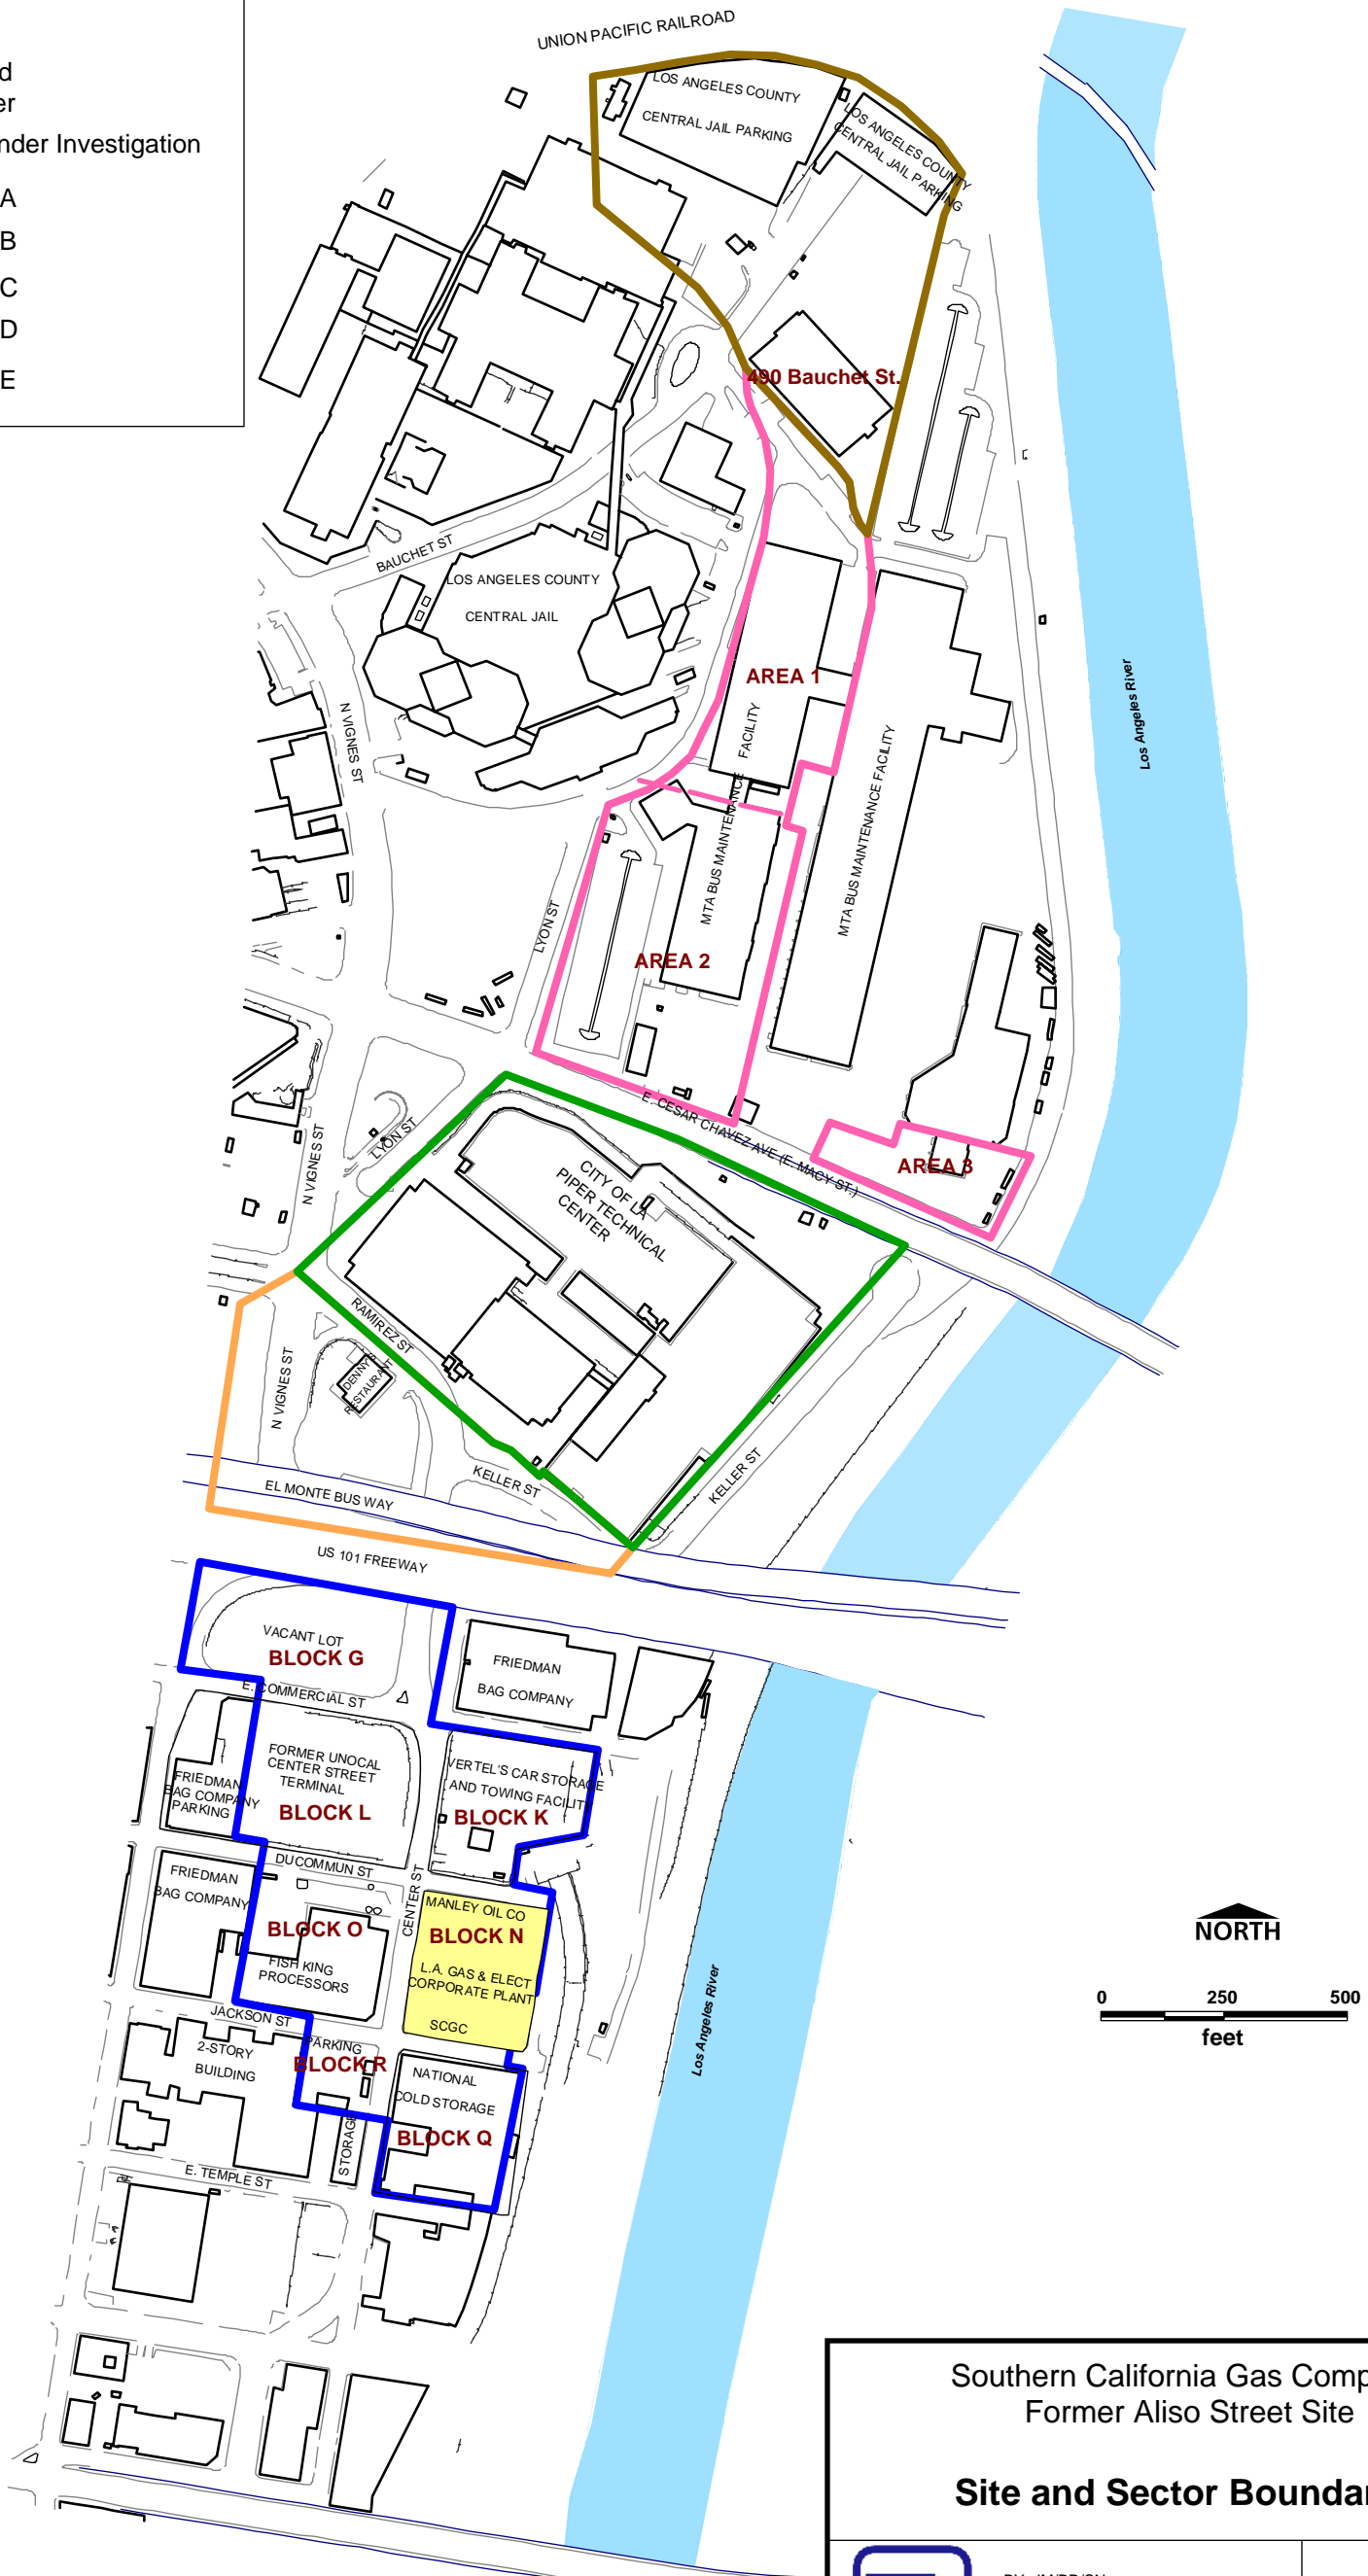 UNION PACIFIC RAILROAD
nder Investigation
A
B
C
D
E
LOS ANGELES COUNTY
CENTRAL JAIL PARKING
LOS ANGELES COUNTY
CENTRAL JAIL PARKING
490 Bauchet St.
BAUCHET ST
LOS ANGELES COUNTY
CENTRAL JAIL
N VIGNES ST
AREA 1
MTA BUS MAINTENANCE FACILITY
MTA BUS MAINTENANCE FACILITY
Los Angeles River
LYON ST
AREA 2
E. CESAR CHAVEZ AVE (E. MACY ST.)
AREA 3
LYON ST
N VIGNES ST
CITY OF LA
PIPER TECHNICAL
CENTER
RAMIREZ ST
DENNY'S
RESTAURANT
N VIGNES ST
KELLER ST
KELLER ST
EL MONTE BUS WAY
US 101 FREEWAY
VACANT LOT
BLOCK G
E. COMMERCIAL ST
FRIEDMAN
BAG COMPANY
FORMER UNOCAL
CENTER STREET
TERMINAL
BLOCK L
FRIEDMAN
BAG COMPANY
PARKING
VERTEL'S CAR STORAGE
AND TOWING FACILITY
BLOCK K
DUCOMMUN ST
CENTER ST
FRIEDMAN
BAG COMPANY
BLOCK O
FISH KING
PROCESSORS
MANLEY OIL CO
BLOCK N
L.A. GAS & ELECT
CORPORATE PLANT
SCGC
JACKSON ST
PARKING
2-STORY
BUILDING
BLOCK R
NATIONAL
COLD STORAGE
BLOCK Q
STORAGE
E. TEMPLE ST
Los Angeles River
NORTH
0 250 500
feet
Southern California Gas Comp
Former Aliso Street Site
Site and Sector Boundar